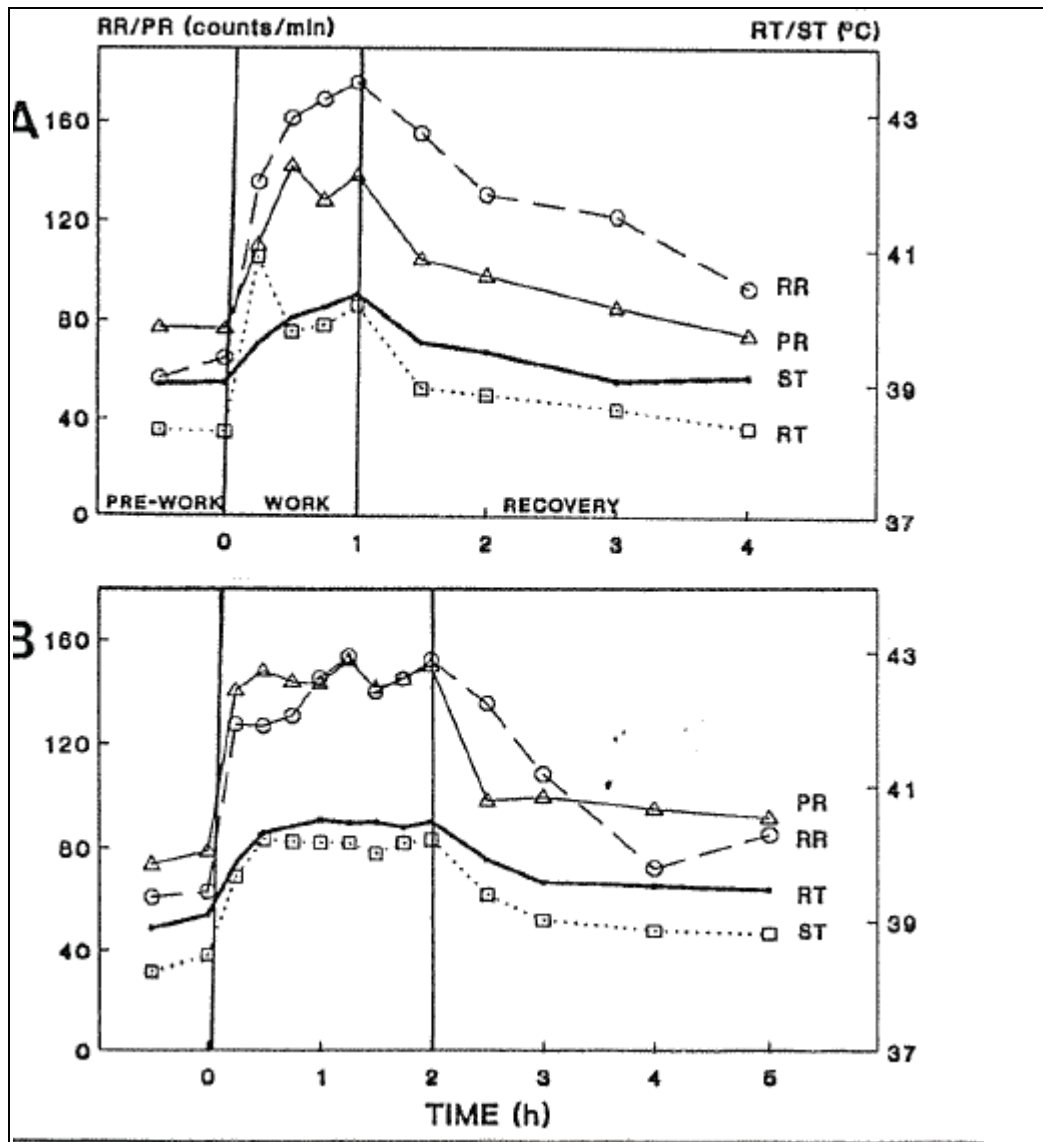 RR/PR (counts/min) RT/ST (°C)
A
160 43
120 41
RR
80 PR
ST
39
40 RT
PRE-WORK WORK RECOVERY
0 37
0 1 2 3 4
B
160 43
120 41
PR
80 RR
RT
39
40 ST
0 37
0 1 2 3 4 5
TIME (h)